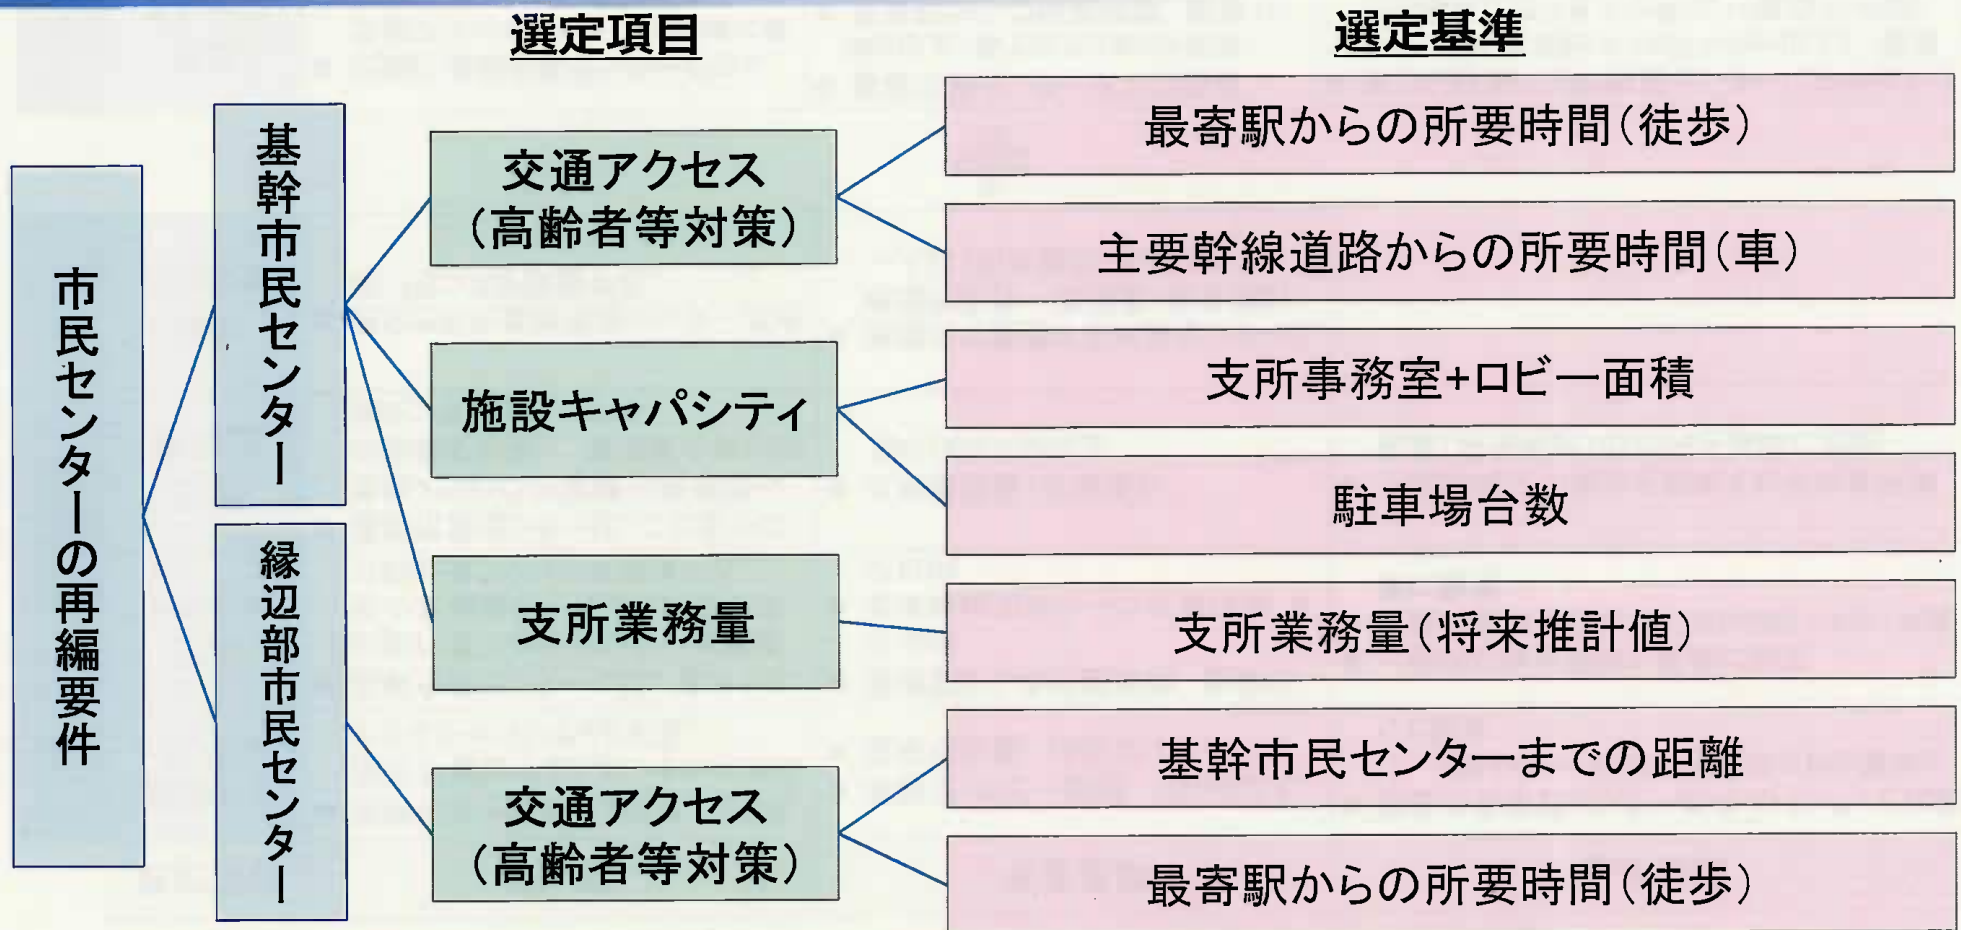 選定項目
選定基準
市民センターの再編要件
基幹市民センター
交通アクセス
(高齢者等対策)
最寄駅からの所要時間(徒歩)
主要幹線道路からの所要時間(車)
施設キャパシティ
支所事務室+ロビー面積
駐車場台数
支所業務量
支所業務量(将来推計値)
縁辺部市民センター
交通アクセス
(高齢者等対策)
基幹市民センターまでの距離
最寄駅からの所要時間(徒歩)